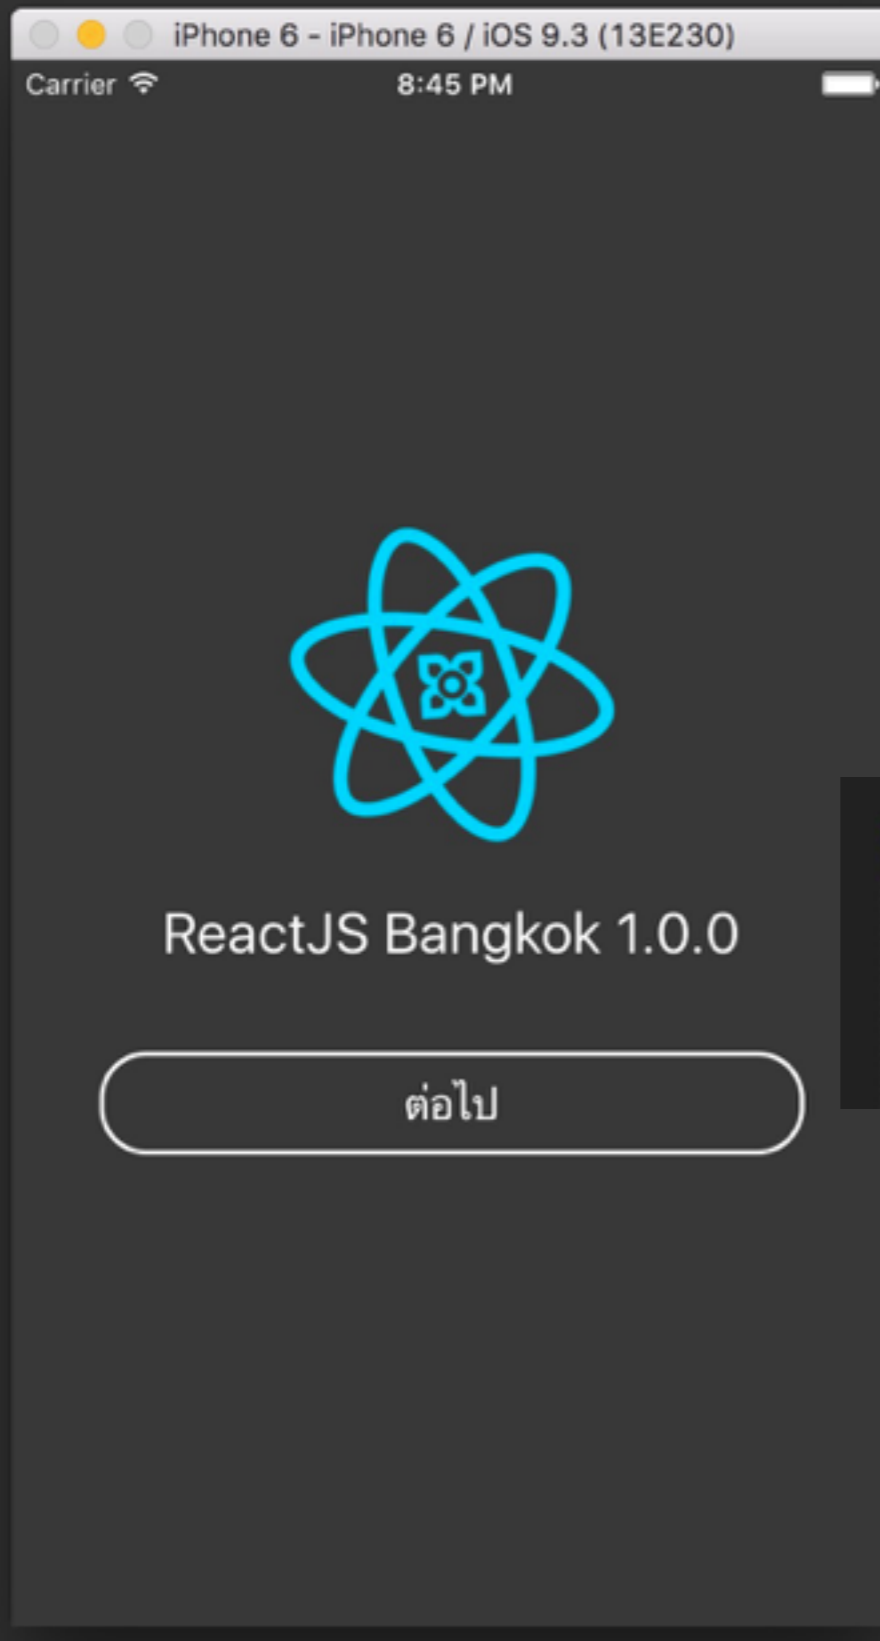 iPhone 6 - iPhone 6 / iOS 9.3 (13E230)
Carrier 8:45 PM
ReactJS Bangkok 1.0.0
ต่อไป